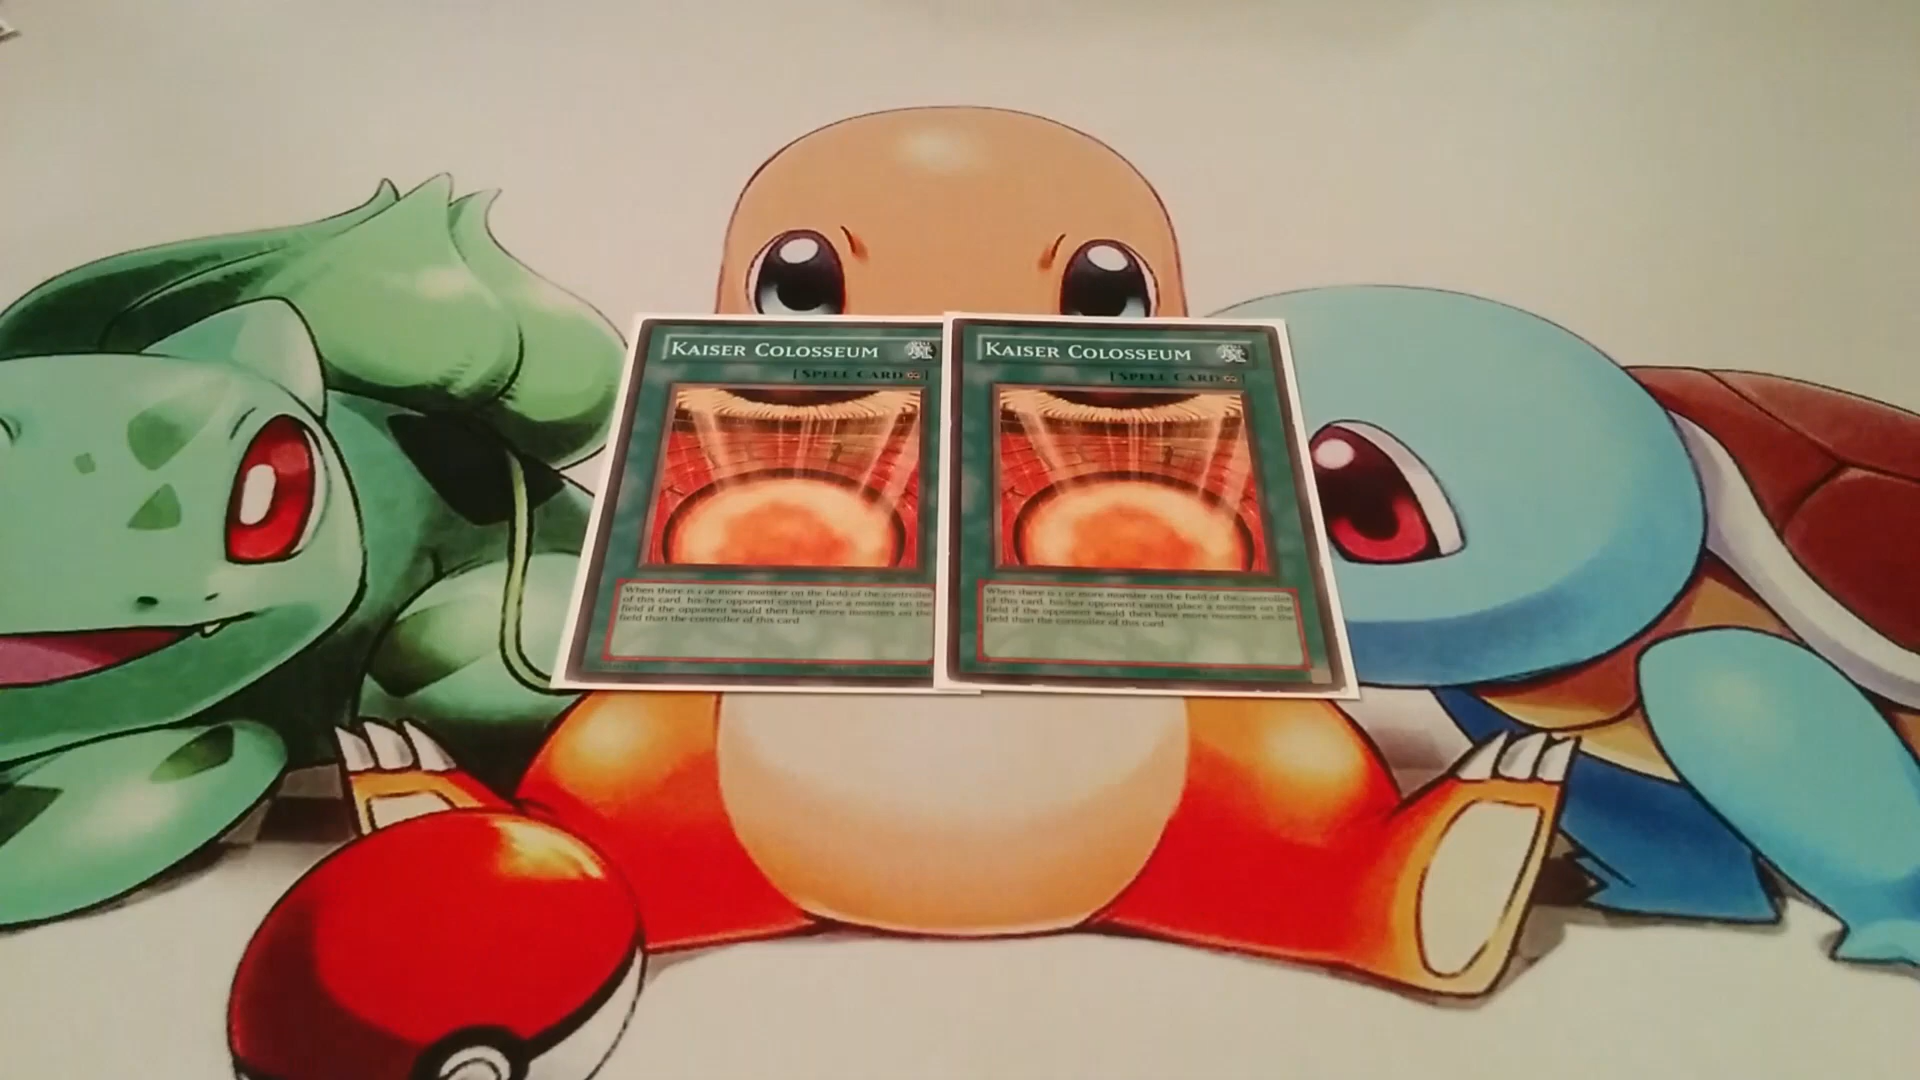 KAISER COLOSSEUM
[SPELL CARD∞]
When there is 1 or more monster on the field of the controller
of this card, his/her opponent cannot place a monster on the
field if the opponent would then have more monsters on the
field than the controller of this card
KAISER COLOSSEUM
[SPELL CARD∞]
When there is 1 or more monster on the field of the controller
of this card, his/her opponent cannot place a monster on the
field if the opponent would then have more monsters on the
field than the controller of this card